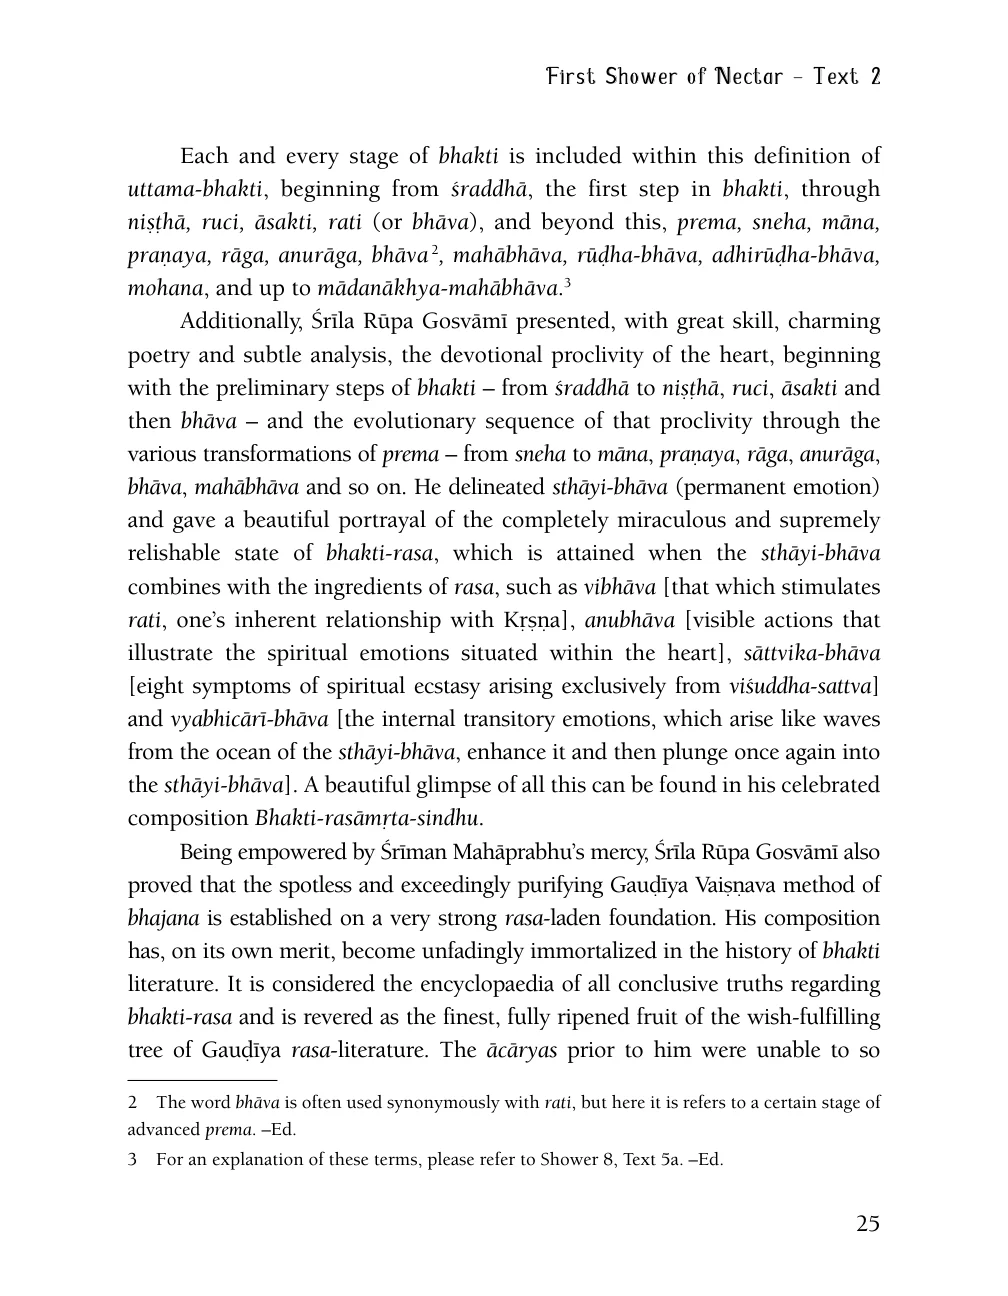 First Shower of Nectar – Text 2
Each and every stage of bhakti is included within this definition of
uttama-bhakti, beginning from śraddhā, the first step in bhakti, through
niṣṭhā, ruci, āsakti, rati (or bhāva), and beyond this, prema, sneha, māna,
praṇaya, rāga, anurāga, bhāva 2, mahābhāva, rūḍha-bhāva, adhirūḍha-bhāva,
mohana, and up to mādanākhya-mahābhāva.3
Additionally, Śrīla Rūpa Gosvāmī presented, with great skill, charming
poetry and subtle analysis, the devotional proclivity of the heart, beginning
with the preliminary steps of bhakti – from śraddhā to niṣṭhā, ruci, āsakti and
then bhāva – and the evolutionary sequence of that proclivity through the
various transformations of prema – from sneha to māna, praṇaya, rāga, anurāga,
bhāva, mahābhāva and so on. He delineated sthāyi-bhāva (permanent emotion)
and gave a beautiful portrayal of the completely miraculous and supremely
relishable state of bhakti-rasa, which is attained when the sthāyi-bhāva
combines with the ingredients of rasa, such as vibhāva [that which stimulates
rati, one’s inherent relationship with Kṛṣṇa], anubhāva [visible actions that
illustrate the spiritual emotions situated within the heart], sāttvika-bhāva
[eight symptoms of spiritual ecstasy arising exclusively from viśuddha-sattva]
and vyabhicārī-bhāva [the internal transitory emotions, which arise like waves
from the ocean of the sthāyi-bhāva, enhance it and then plunge once again into
the sthāyi-bhāva]. A beautiful glimpse of all this can be found in his celebrated
composition Bhakti-rasāmṛta-sindhu.
Being empowered by Śrīman Mahāprabhu’s mercy, Śrīla Rūpa Gosvāmī also
proved that the spotless and exceedingly purifying Gauḍīya Vaiṣṇava method of
bhajana is established on a very strong rasa-laden foundation. His composition
has, on its own merit, become unfadingly immortalized in the history of bhakti
literature. It is considered the encyclopaedia of all conclusive truths regarding
bhakti-rasa and is revered as the finest, fully ripened fruit of the wish-fulfilling
tree of Gauḍīya rasa-literature. The ācāryas prior to him were unable to so
2 The word bhāva is often used synonymously with rati, but here it is refers to a certain stage of
advanced prema. –Ed.
3 For an explanation of these terms, please refer to Shower 8, Text 5a. –Ed.
25